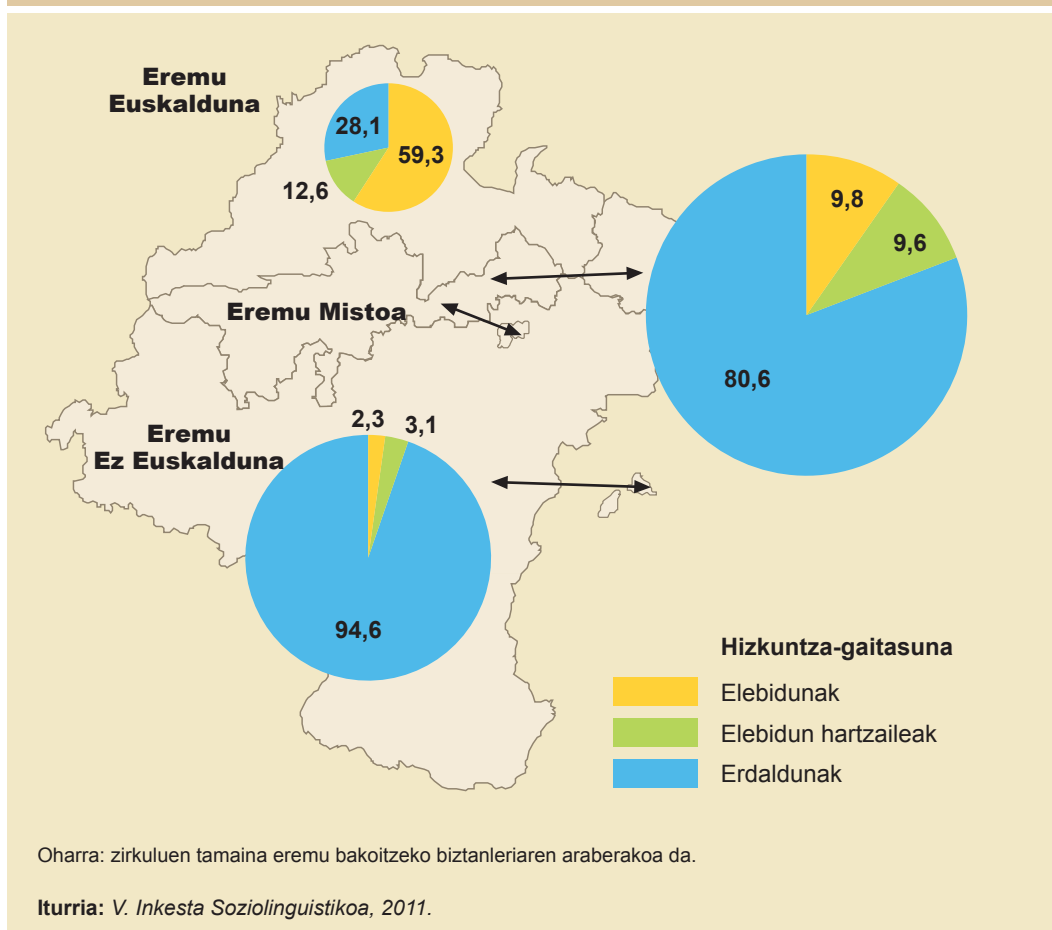 Eremu
Euskalduna
28,1
59,3
12,6
9,8
9,6
80,6
Eremu Mistoa
Eremu
Ez Euskalduna
2,3
3,1
94,6
Hizkuntza-gaitasuna
Elebidunak
Elebidun hartzaileak
Erdaldunak
Oharra: zirkuluen tamaina eremu bakoitzeko biztanleriaren araberakoa da.
Iturria: V. Inkesta Soziolinguistikoa, 2011.